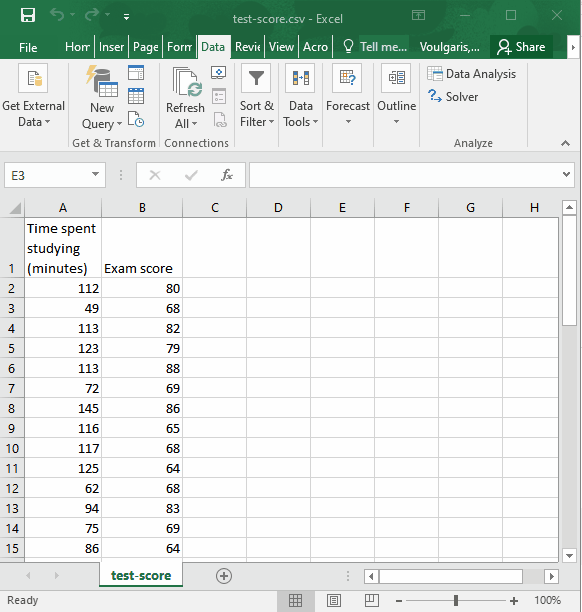 test-score.csv - Excel
File Hom Inser Page Form Data Revie View Acro Tell me... Voulgaris,... Share
Get External Data
New Query
Refresh All
Sort & Filter
Data Tools
Forecast
Outline
Data Analysis
Solver
Get & Transform Connections Analyze
E3 fx
A B C D E F G H
1 Time spent studying (minutes) Exam score
2 112 80
3 49 68
4 113 82
5 123 79
6 113 88
7 72 69
8 145 86
9 116 65
10 117 68
11 125 64
12 62 68
13 94 83
14 75 69
15 86 64
test-score
Ready 100%